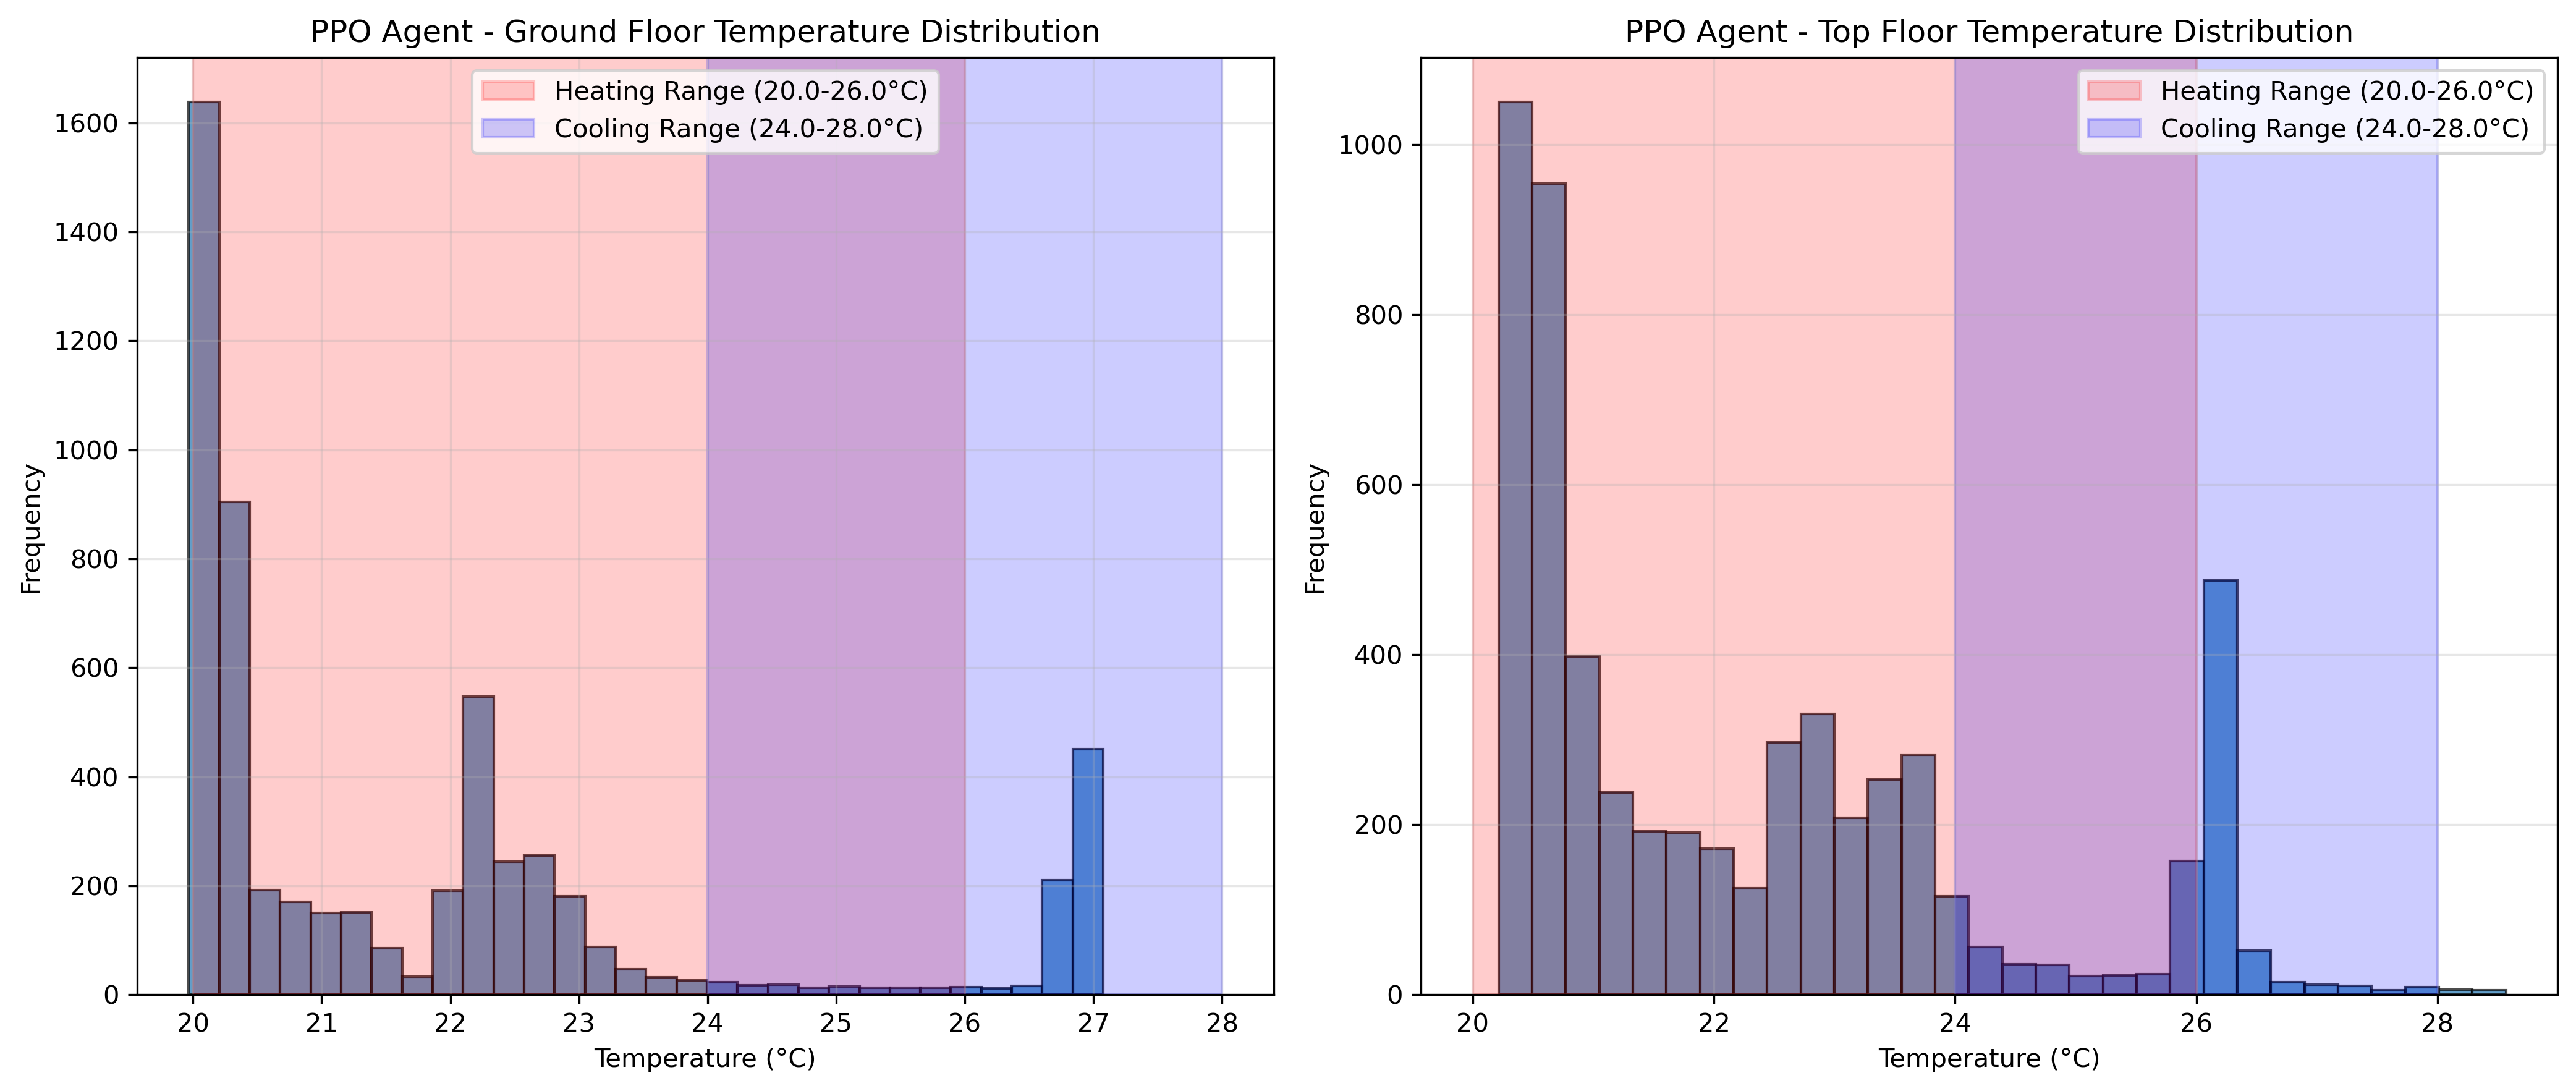 PPO Agent - Ground Floor Temperature Distribution
Heating Range (20.0-26.0°C)
Cooling Range (24.0-28.0°C)
1600
1400
1200
1000
800
600
400
200
0
Frequency
20 21 22 23 24 25 26 27 28
Temperature (°C)
PPO Agent - Top Floor Temperature Distribution
Heating Range (20.0-26.0°C)
Cooling Range (24.0-28.0°C)
1000
800
600
400
200
0
Frequency
20 22 24 26 28
Temperature (°C)